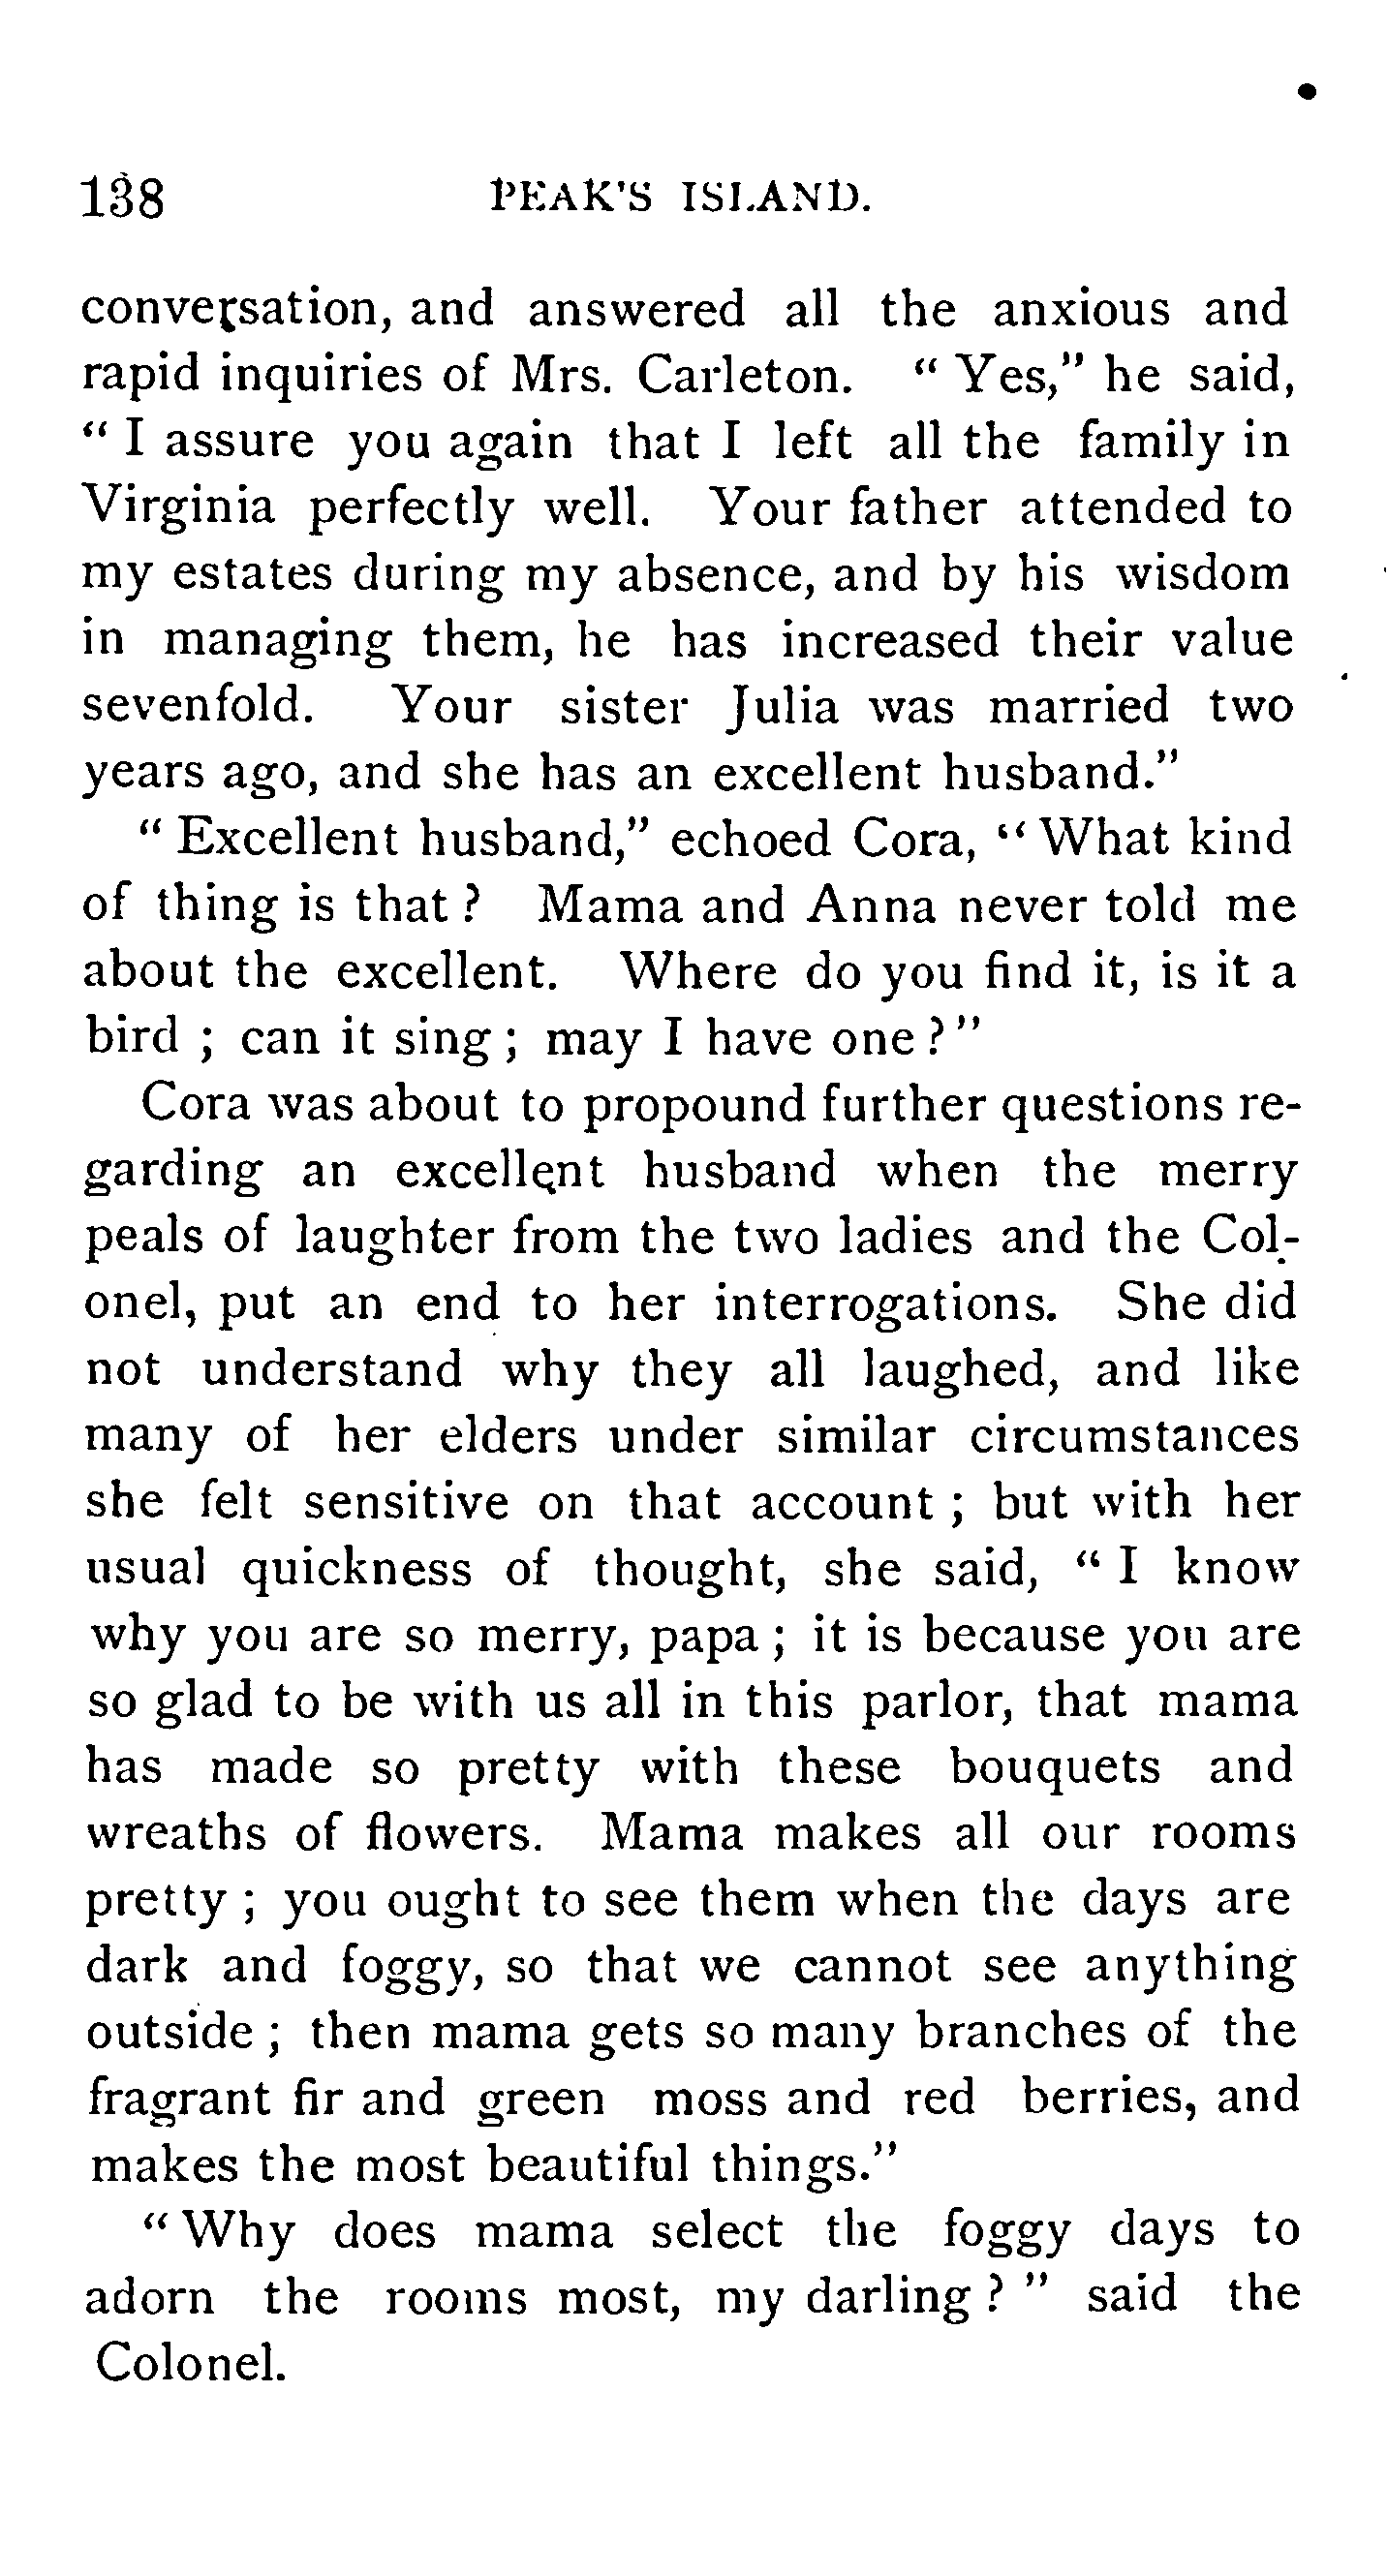 138 PEAK'S ISLAND.
conversation, and answered all the anxious and
rapid inquiries of Mrs. Carleton. " Yes," he said,
" I assure you again that I left all the family in
Virginia perfectly well. Your father attended to
my estates during my absence, and by his wisdom
in managing them, he has increased their value
sevenfold. Your sister Julia was married two
years ago, and she has an excellent husband."
" Excellent husband," echoed Cora, " What kind
of thing is that ? Mama and Anna never told me
about the excellent. Where do you find it, is it a
bird ; can it sing ; may I have one ? "
Cora was about to propound further questions re-
garding an excellent husband when the merry
peals of laughter from the two ladies and the Col-
onel, put an end to her interrogations. She did
not understand why they all laughed, and like
many of her elders under similar circumstances
she felt sensitive on that account ; but with her
usual quickness of thought, she said, " I know
why you are so merry, papa ; it is because you are
so glad to be with us all in this parlor, that mama
has made so pretty with these bouquets and
wreaths of flowers. Mama makes all our rooms
pretty ; you ought to see them when the days are
dark and foggy, so that we cannot see anything
outside ; then mama gets so many branches of the
fragrant fir and green moss and red berries, and
makes the most beautiful things."
" Why does mama select the foggy days to
adorn the rooms most, my darling ? " said the
Colonel.